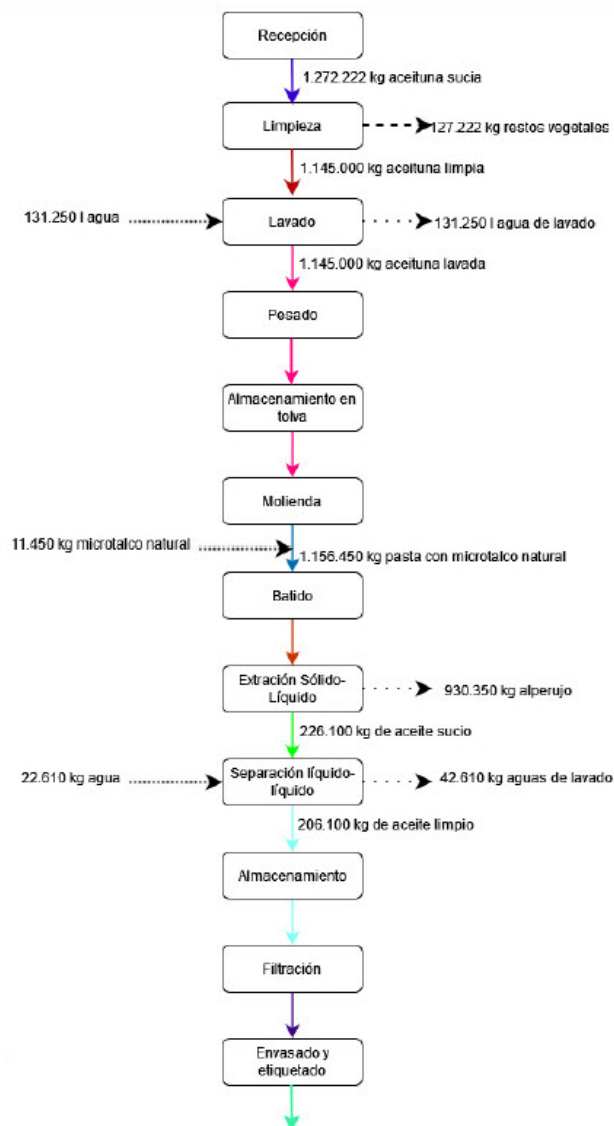 Recepción
1.272.222 kg aceituna sucia
Limpieza
127.222 kg restos vegetales
1.145.000 kg aceituna limpia
131.250 l agua
Lavado
131.250 l agua de lavado
1.145.000 kg aceituna lavada
Pesado
Almacenamiento en
tolva
Molienda
11.450 kg microtalco natural
1.156.450 kg pasta con microtalco natural
Batido
Extración Sólido-
Líquido
930.350 kg alperujo
226.100 kg de aceite sucio
22.610 kg agua
Separación líquido-
líquido
42.610 kg aguas de lavado
206.100 kg de aceite limpio
Almacenamiento
Filtración
Envasado y
etiquetado